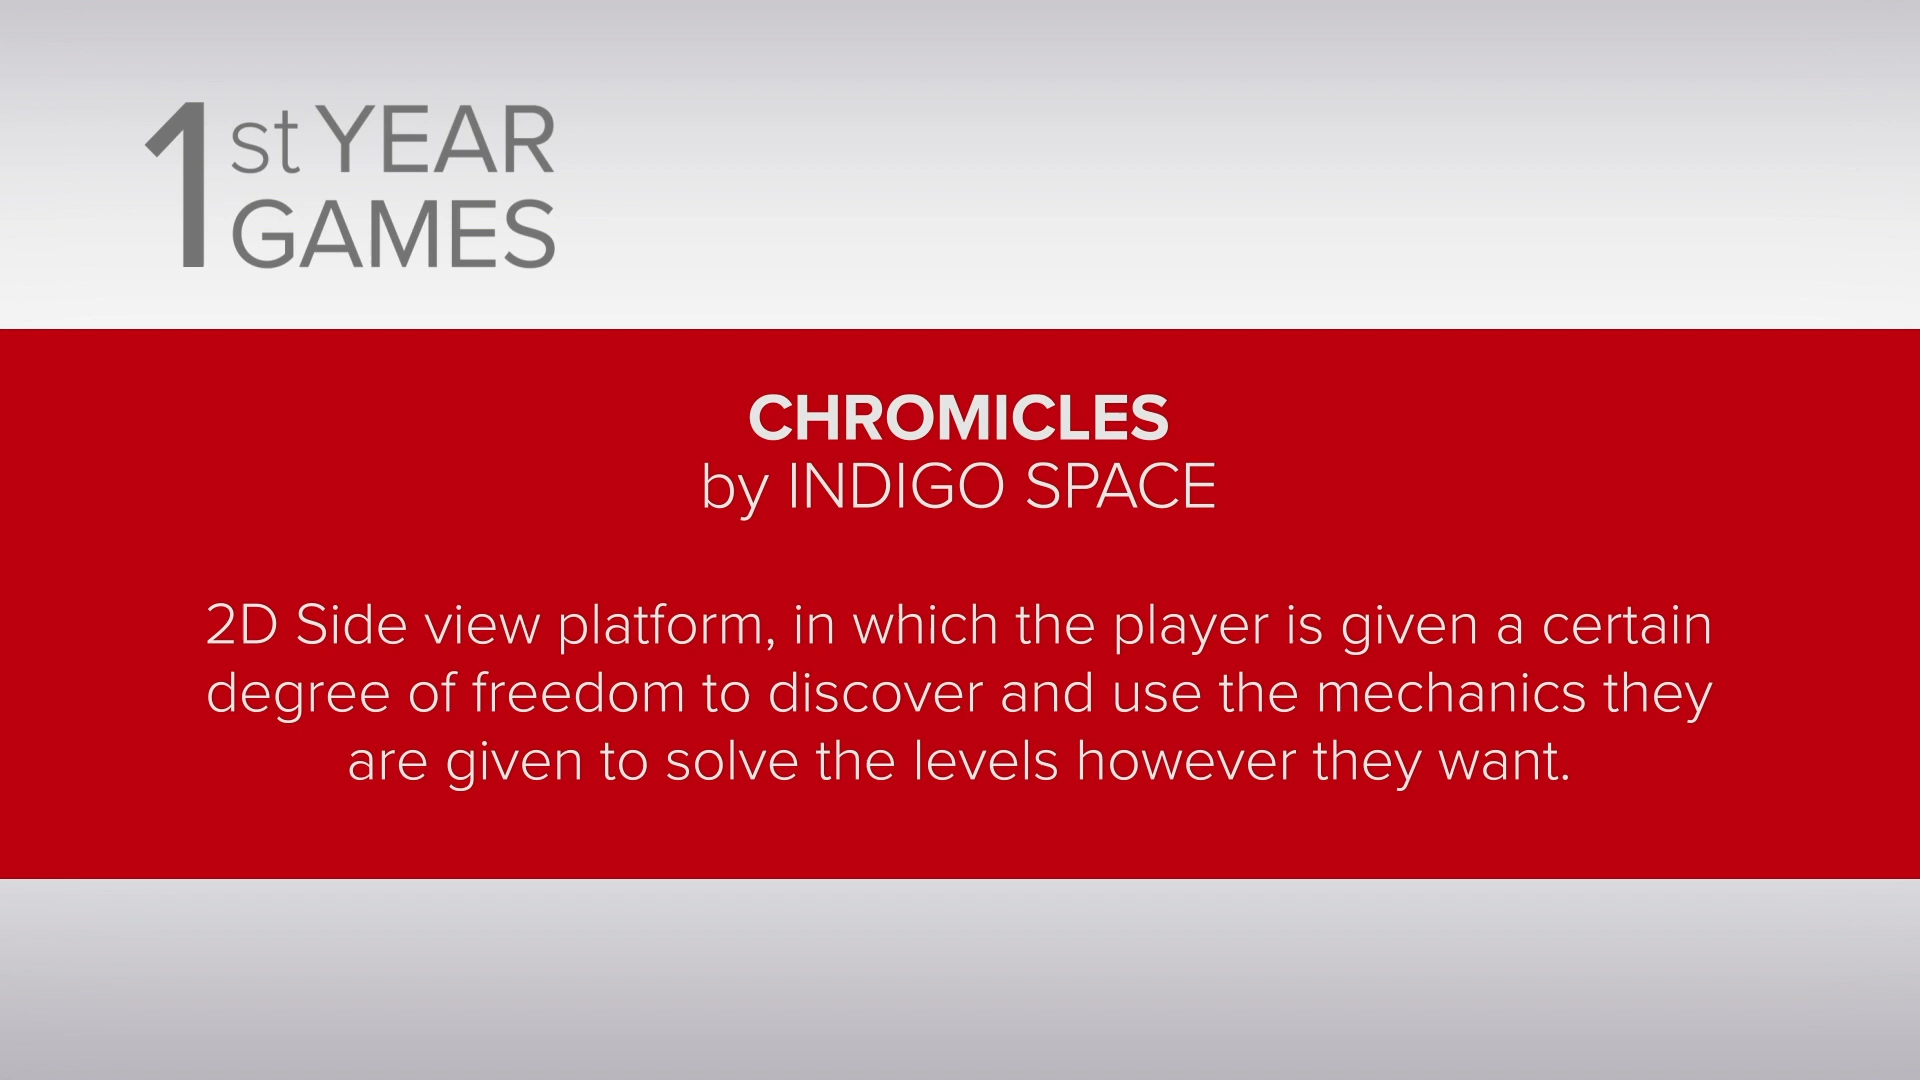 1st YEAR
GAMES
CHROMICLES
by INDIGO SPACE
2D Side view platform, in which the player is given a certain
degree of freedom to discover and use the mechanics they
are given to solve the levels however they want.